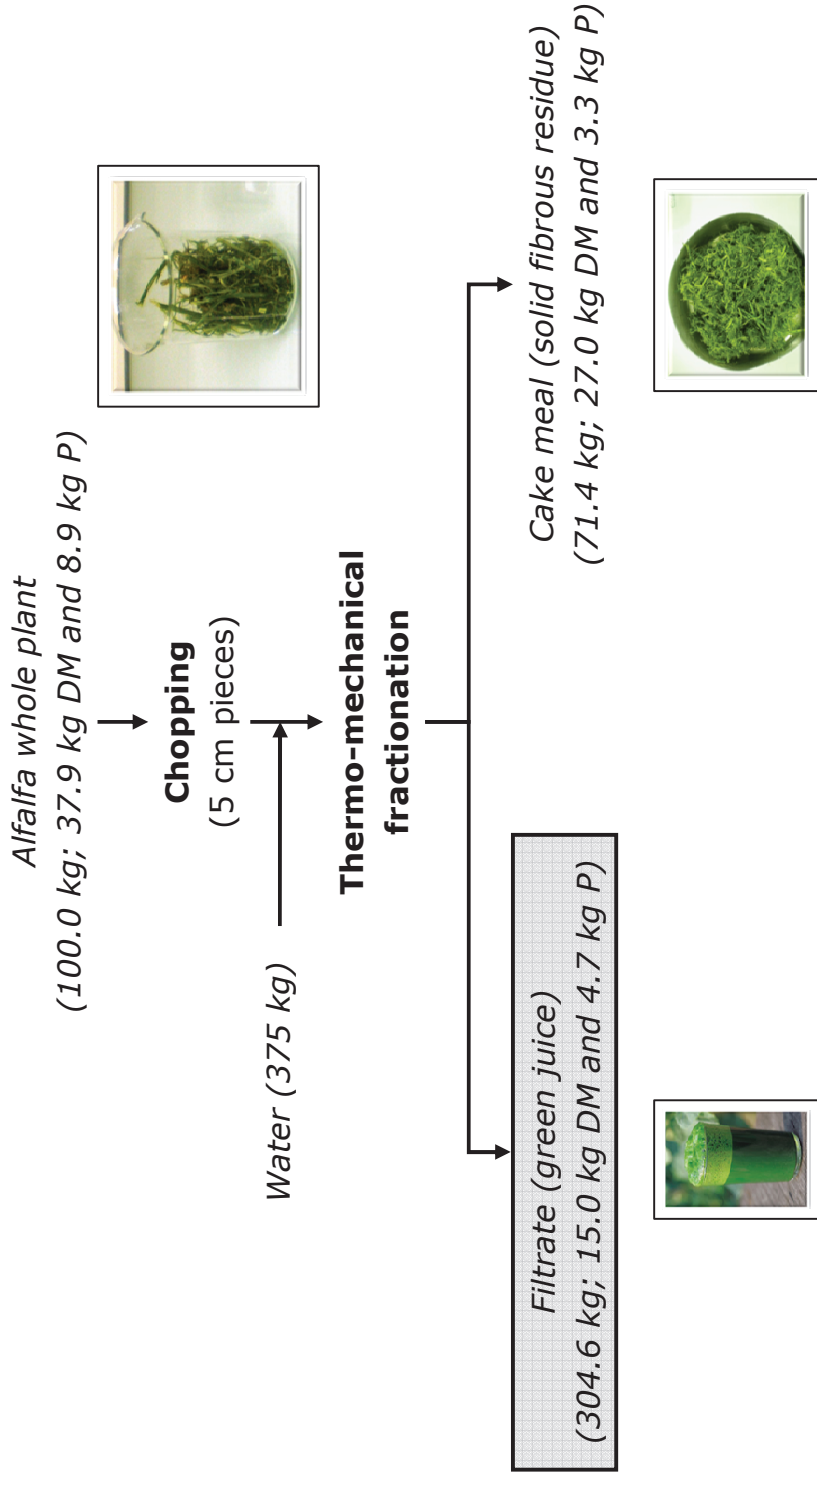 Alfalfa whole plant
(100.0 kg; 37.9 kg DM and 8.9 kg P)
Chopping
(5 cm pieces)
Water (375 kg)
Thermo-mechanical
fractionation
Filtrate (green juice)
(304.6 kg; 15.0 kg DM and 4.7 kg P)
Cake meal (solid fibrous residue)
(71.4 kg; 27.0 kg DM and 3.3 kg P)